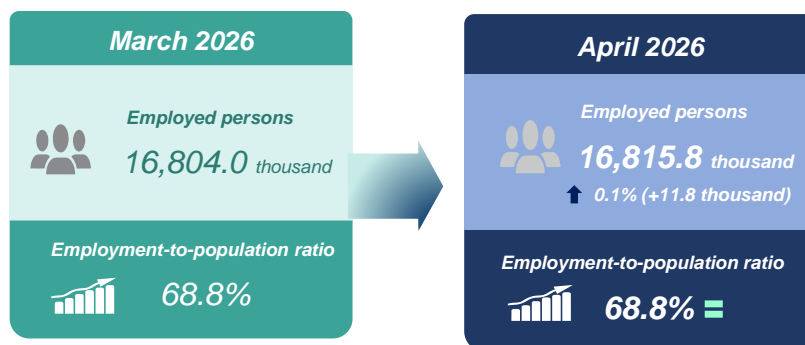 March 2026
Employed persons
16,804.0 thousand
Employment-to-population ratio
68.8%
April 2026
Employed persons
16,815.8 thousand
0.1% (+11.8 thousand)
Employment-to-population ratio
68.8% =